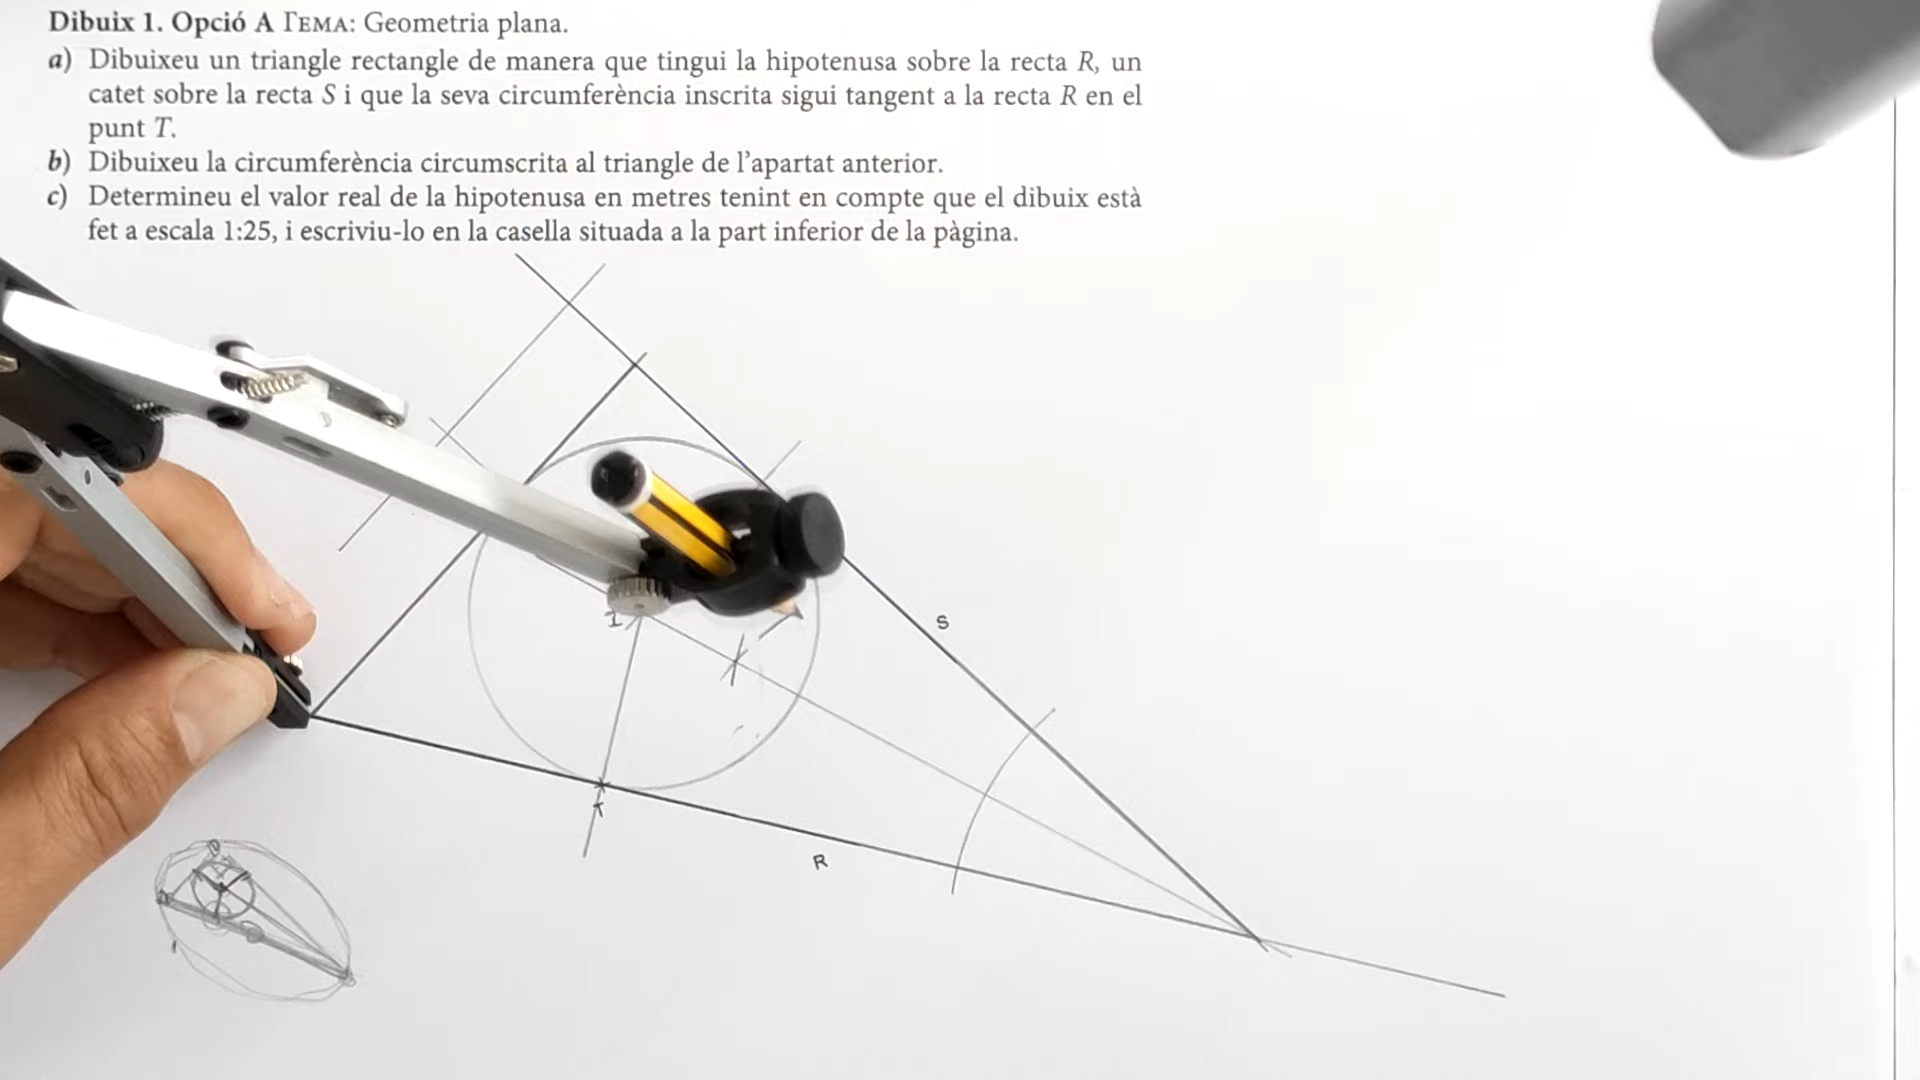 Dibuix 1. Opció A TEMA: Geometria plana.
a) Dibuixeu un triangle rectangle de manera que tingui la hipotenusa sobre la recta R, un
catet sobre la recta S i que la seva circumferència inscrita sigui tangent a la recta R en el
punt T.
b) Dibuixeu la circumferència circumscrita al triangle de l’apartat anterior.
c) Determineu el valor real de la hipotenusa en metres tenint en compte que el dibuix està
fet a escala 1:25, i escriviu-lo en la casella situada a la part inferior de la pàgina.
I
S
T
R